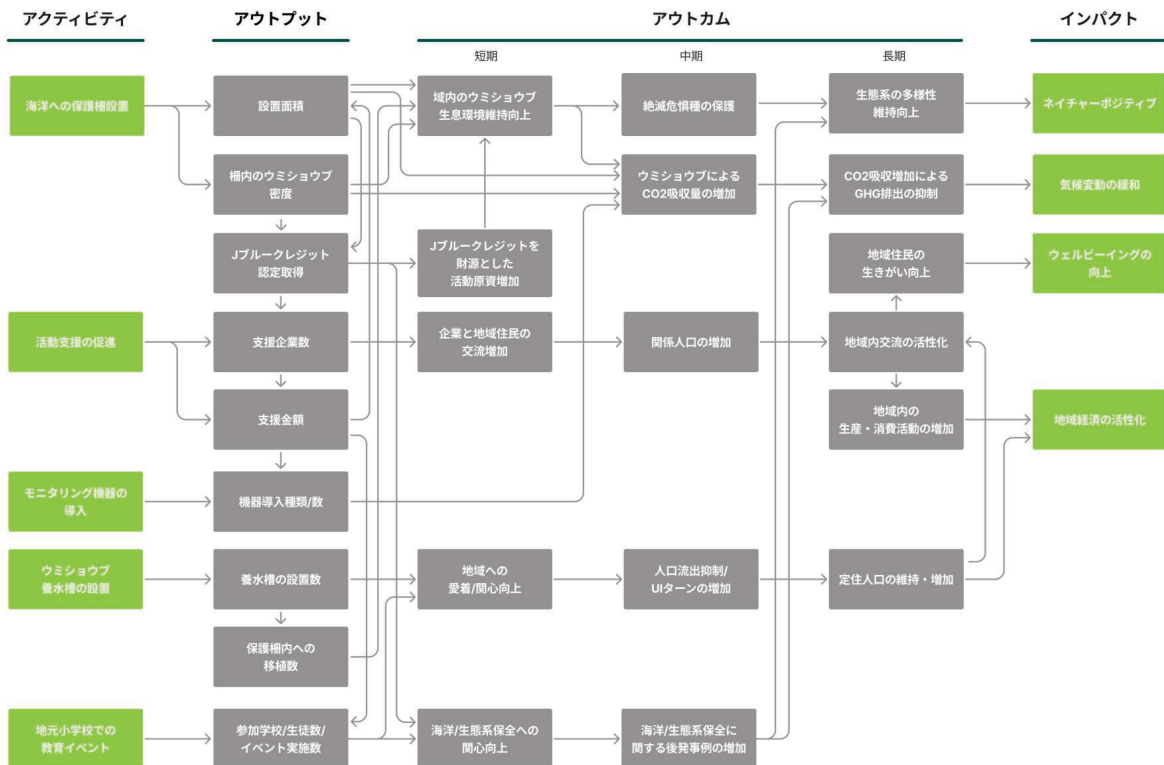 アクティビティ
アウトプット
アウトカム
インパクト
短期
中期
長期
海洋への保護柵設置
設置面積
域内のウミショウブ
生息環境維持向上
絶滅危惧種の保護
生態系の多様性
維持向上
ネイチャーポジティブ
柵内のウミショウブ
密度
ウミショウブによる
CO2吸収量の増加
CO2吸収増加による
GHG排出の抑制
気候変動の緩和
Jブルークレジット
認定取得
Jブルークレジットを
財源とした
活動原資増加
地域住民の
生きがい向上
ウェルビーイングの
向上
活動支援の促進
支援企業数
企業と地域住民の
交流増加
関係人口の増加
地域内交流の活性化
支援金額
地域内の
生産・消費活動の増加
地域経済の活性化
モニタリング機器の
導入
機器導入種類/数
ウミショウブ
養水槽の設置
養水槽の設置数
地域への
愛着/関心向上
人口流出抑制/
UIターンの増加
定住人口の維持・増加
保護柵内への
移植数
地元小学校での
教育イベント
参加学校/生徒数/
イベント実施数
海洋/生態系保全への
関心向上
海洋/生態系保全に
関する後発事例の増加